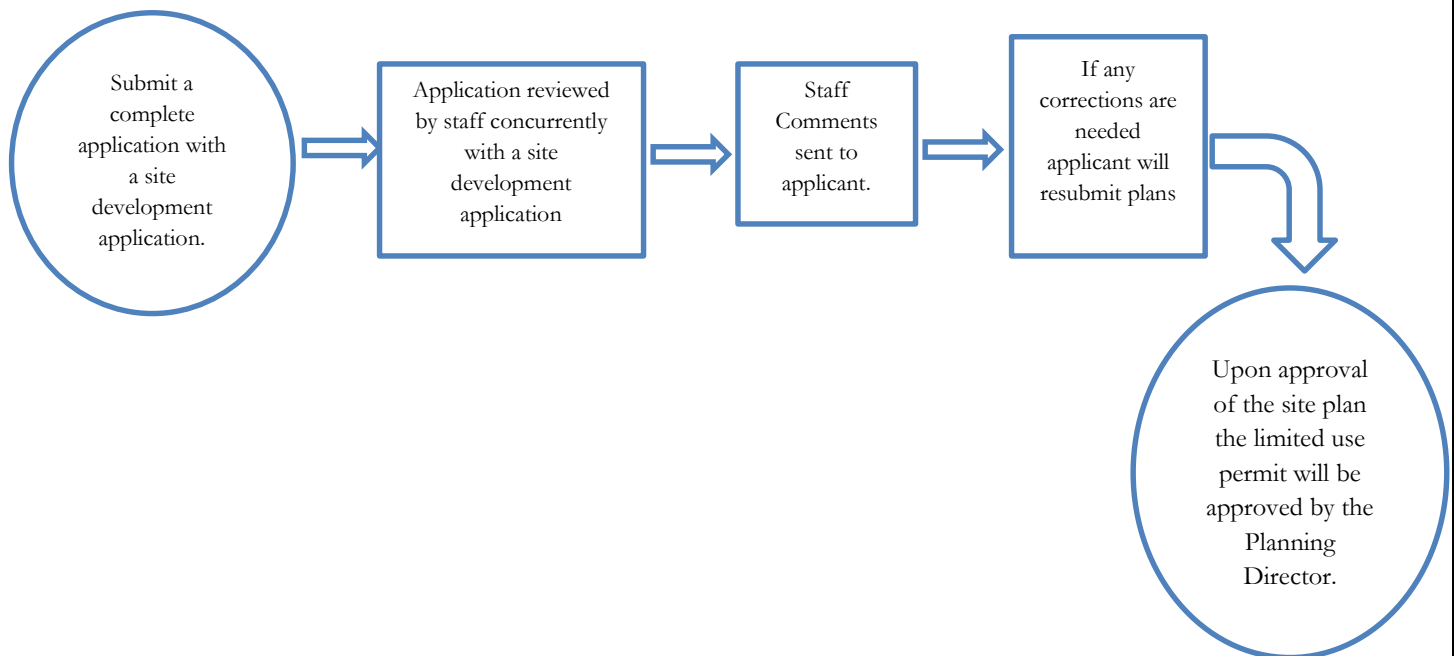 Submit a
complete
application with
a site
development
application.
Application reviewed
by staff concurrently
with a site
development
application
Staff
Comments
sent to
applicant.
If any
corrections are
needed
applicant will
resubmit plans
Upon approval
of the site plan
the limited use
permit will be
approved by the
Planning
Director.